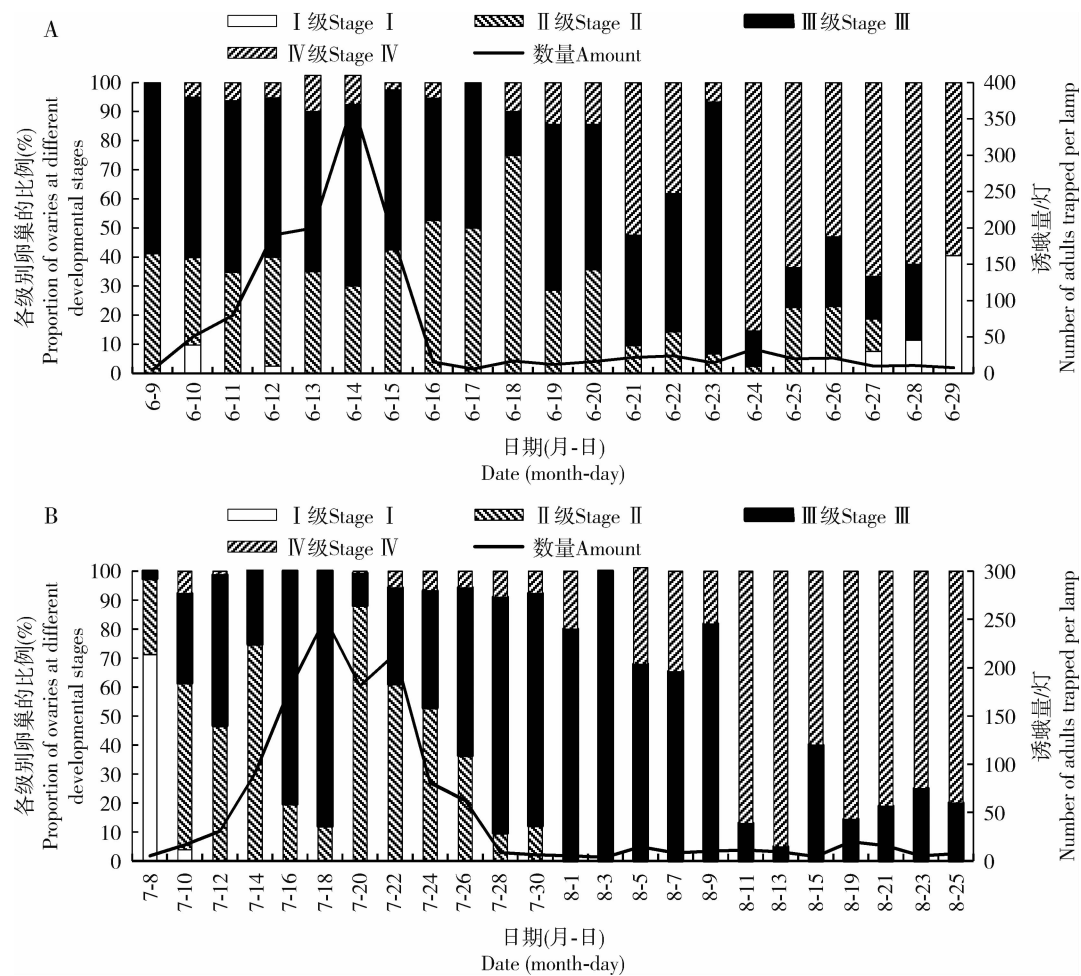 A
Ⅰ级Stage Ⅰ Ⅱ级Stage Ⅱ Ⅲ级Stage Ⅲ
Ⅳ级Stage Ⅳ 数量Amount
各级别卵巢的比例(%)
Proportion of ovaries at different
developmental stages
100
90
80
70
60
50
40
30
20
10
0
400
350
300
250
200
150
100
50
0
诱蛾量/灯
Number of adults trapped per lamp
6-9 6-10 6-11 6-12 6-13 6-14 6-15 6-16 6-17 6-18 6-19 6-20 6-21 6-22 6-23 6-24 6-25 6-26 6-27 6-28 6-29
日期(月-日)
Date (month-day)
B
Ⅰ级Stage Ⅰ Ⅱ级Stage Ⅱ Ⅲ级Stage Ⅲ
Ⅳ级Stage Ⅳ 数量Amount
各级别卵巢的比例(%)
Proportion of ovaries at different
developmental stages
100
90
80
70
60
50
40
30
20
10
0
300
250
200
150
100
50
0
诱蛾量/灯
Number of adults trapped per lamp
7-8 7-10 7-12 7-14 7-16 7-18 7-20 7-22 7-24 7-26 7-28 7-30 8-1 8-3 8-5 8-7 8-9 8-11 8-13 8-15 8-19 8-21 8-23 8-25
日期(月-日)
Date (month-day)